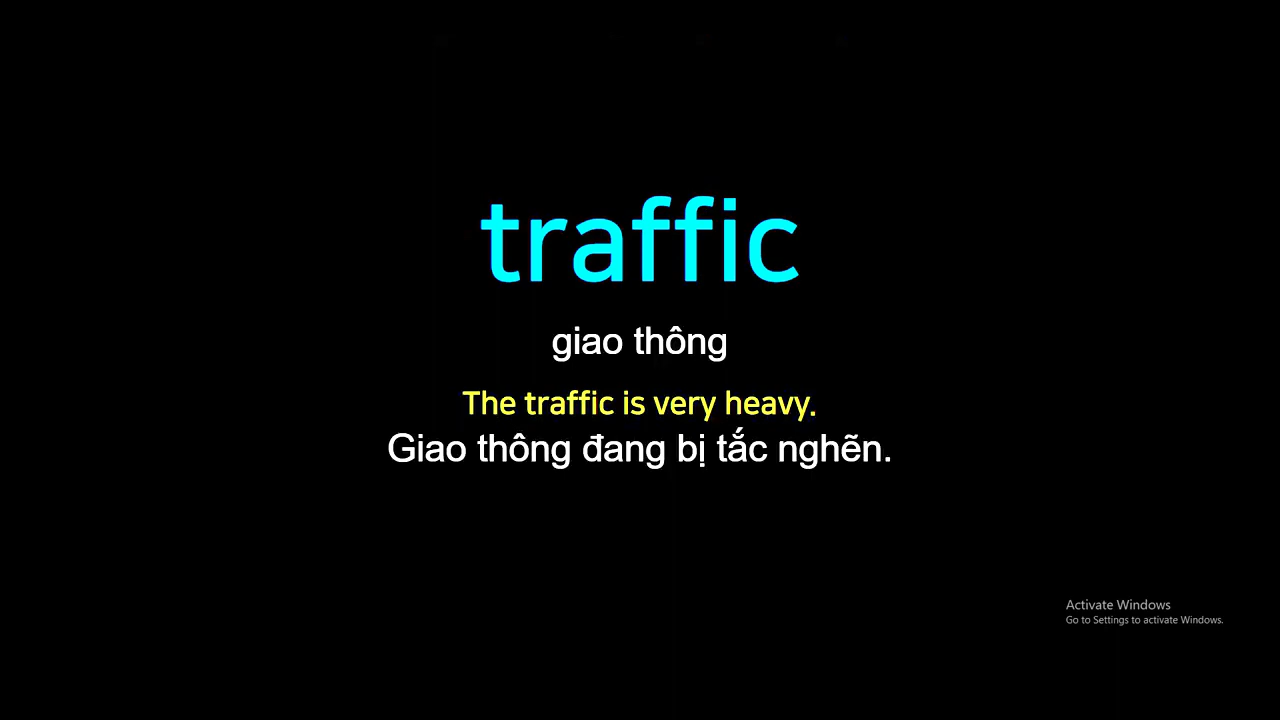 traffic
giao thông
The traffic is very heavy.
Giao thông đang bị tắc nghẽn.
Activate Windows
Go to Settings to activate Windows.